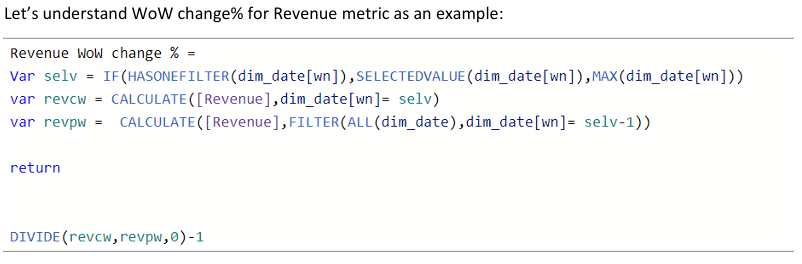 Let's understand WoW change% for Revenue metric as an example:
Revenue WoW change % =
Var selv = IF(HASONEFILTER(dim_date[wn]),SELECTEDVALUE(dim_date[wn]),MAX(dim_date[wn]))
var revcw = CALCULATE([Revenue],dim_date[wn]= selv)
var revpw =  CALCULATE([Revenue],FILTER(ALL(dim_date),dim_date[wn]= selv-1))
return
DIVIDE(revcw,revpw,0)-1